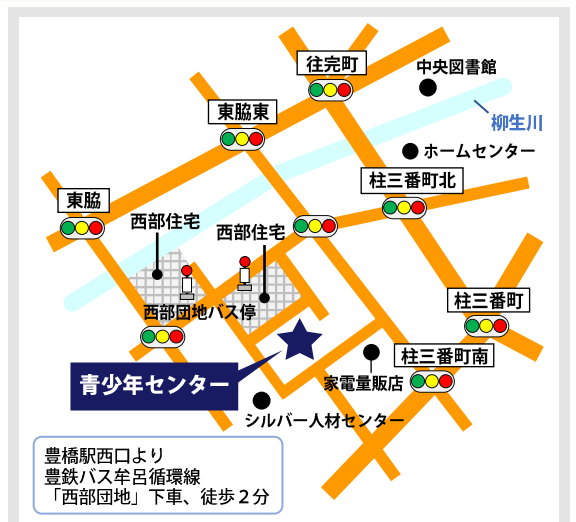 往完町
中央図書館
東脇東
柳生川
ホームセンター
柱三番町北
東脇
西部住宅
西部住宅
柱三番町
西部団地バス停
柱三番町南
青少年センター
家電量販店
シルバー人材センター
豊橋駅西口より
豊鉄バス牟呂循環線
「西部団地」下車、徒歩２分